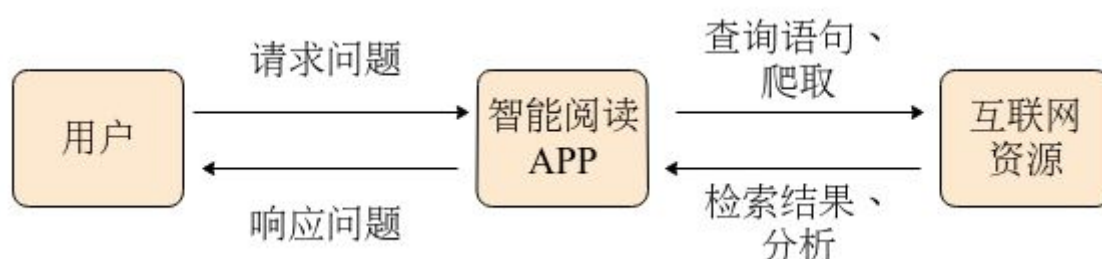 请求问题
查询语句、
爬取
用户
智能阅读
APP
互联网
资源
响应问题
检索结果、
分析